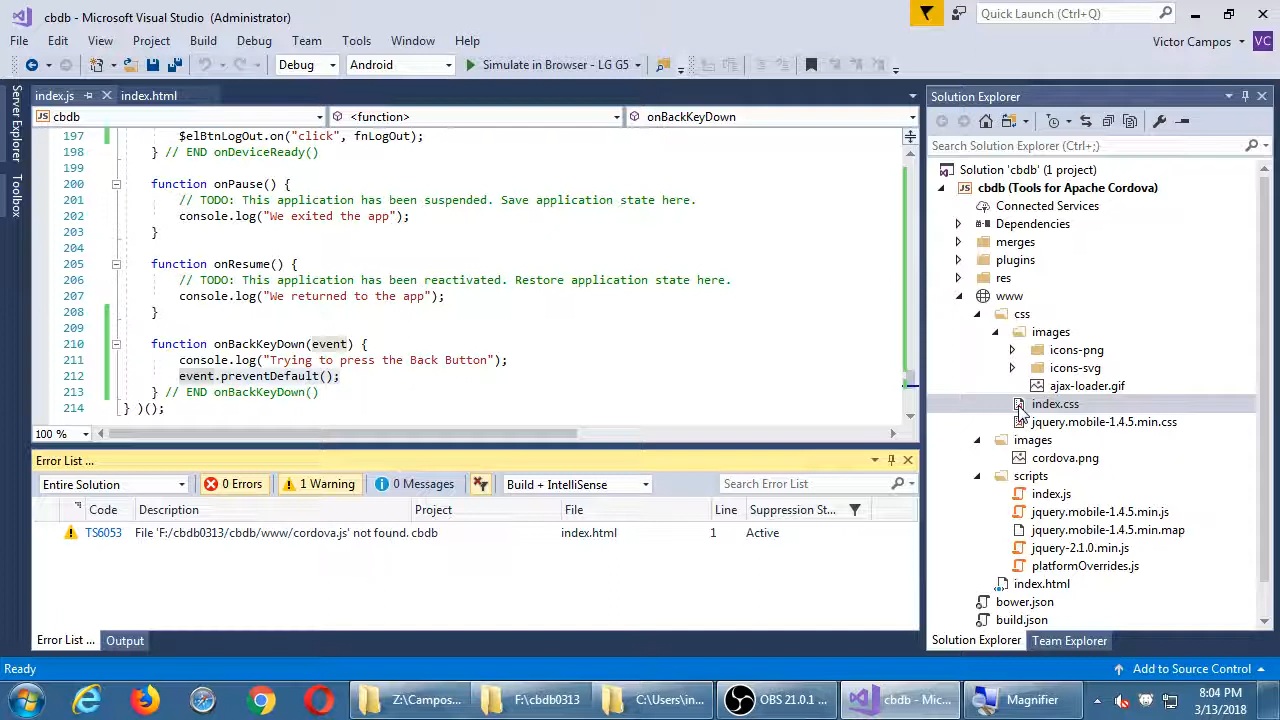 cbdb - Microsoft Visual Studio (Administrator)
Quick Launch (Ctrl+Q)
File Edit View Project Build Debug Team Tools Window Help
Victor Campos VC
Debug Android Simulate in Browser - LG G5
Server Explorer
Toolbox
index.js index.html
cbdb <function> onBackKeyDown
197 $elBtnLogOut.on("click", fnLogOut);
198 } // END onDeviceReady()
199
200 function onPause() {
201 // TODO: This application has been suspended. Save application state here.
202 console.log("We exited the app");
203 }
204
205 function onResume() {
206 // TODO: This application has been reactivated. Restore application state here.
207 console.log("We returned to the app");
208 }
209
210 function onBackKeyDown(event) {
211 console.log("Trying to press the Back Button");
212 event.preventDefault();
213 } // END onBackKeyDown()
214 } )();
100 %
Error List ...
Entire Solution 0 Errors 1 Warning 0 Messages Build + IntelliSense Search Error List
Code Description Project File Line Suppression St...
TS6053 File 'F:/cbdb0313/cbdb/www/cordova.js' not found. cbdb index.html 1 Active
Error List ... Output
Solution Explorer
Search Solution Explorer (Ctrl+;)
Solution 'cbdb' (1 project)
JS cbdb (Tools for Apache Cordova)
Connected Services
Dependencies
merges
plugins
res
www
css
images
icons-png
icons-svg
ajax-loader.gif
index.css
jquery.mobile-1.4.5.min.css
images
cordova.png
scripts
index.js
jquery.mobile-1.4.5.min.js
jquery.mobile-1.4.5.min.map
jquery-2.1.0.min.js
platformOverrides.js
index.html
bower.json
build.json
Solution Explorer Team Explorer
Ready Add to Source Control
Z:\Campos... F:\cbdb0313 C:\Users\in... OBS 21.0.1 ... cbdb - Mic... Magnifier
8:04 PM
3/13/2018